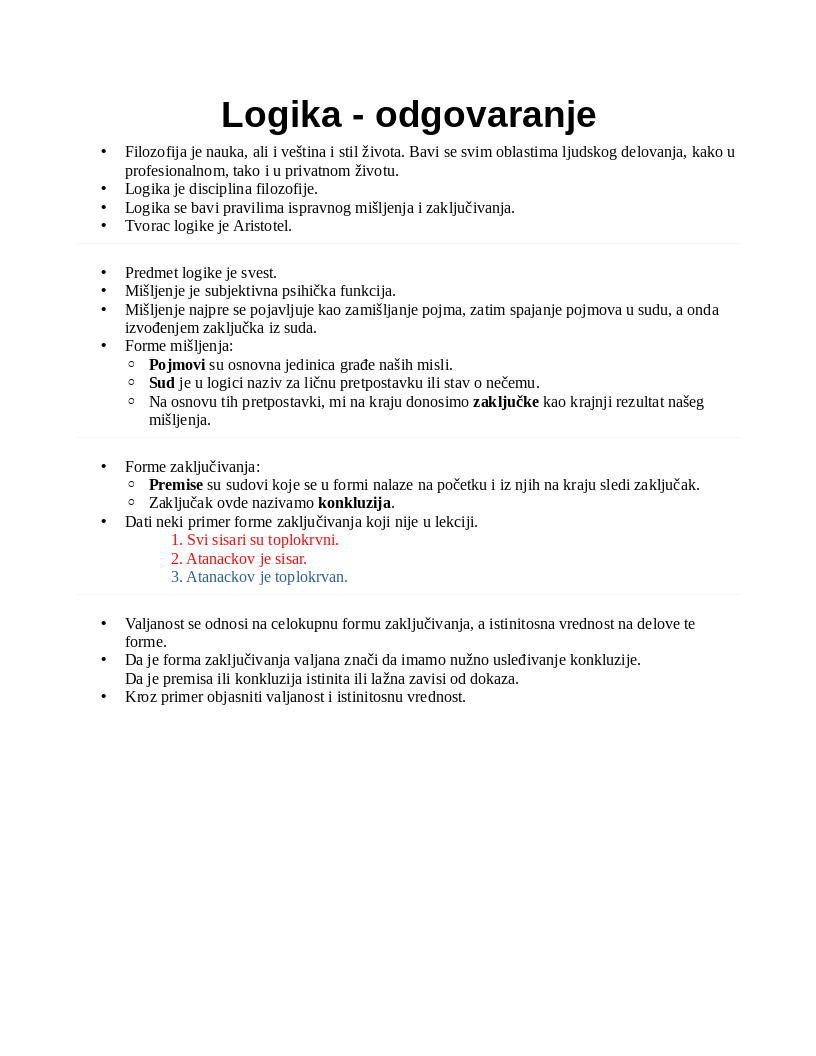 Logika - odgovaranje
• Filozofija je nauka, ali i veština i stil života. Bavi se svim oblastima ljudskog delovanja, kako u
profesionalnom, tako i u privatnom životu.
• Logika je disciplina filozofije.
• Logika se bavi pravilima ispravnog mišljenja i zaključivanja.
• Tvorac logike je Aristotel.
• Predmet logike je svest.
• Mišljenje je subjektivna psihička funkcija.
• Mišljenje najpre se pojavljuje kao zamišljanje pojma, zatim spajanje pojmova u sudu, a onda
izvođenjem zaključka iz suda.
• Forme mišljenja:
◦ Pojmovi su osnovna jedinica građe naših misli.
◦ Sud je u logici naziv za ličnu pretpostavku ili stav o nečemu.
◦ Na osnovu tih pretpostavki, mi na kraju donosimo zaključke kao krajnji rezultat našeg
mišljenja.
• Forme zaključivanja:
◦ Premise su sudovi koje se u formi nalaze na početku i iz njih na kraju sledi zaključak.
◦ Zaključak ovde nazivamo konkluzija.
• Dati neki primer forme zaključivanja koji nije u lekciji.
1. Svi sisari su toplokrvni.
2. Atanackov je sisar.
3. Atanackov je toplokrvan.
• Valjanost se odnosi na celokupnu formu zaključivanja, a istinitosna vrednost na delove te
forme.
• Da je forma zaključivanja valjana znači da imamo nužno usleđivanje konkluzije.
Da je premisa ili konkluzija istinita ili lažna zavisi od dokaza.
• Kroz primer objasniti valjanost i istinitosnu vrednost.